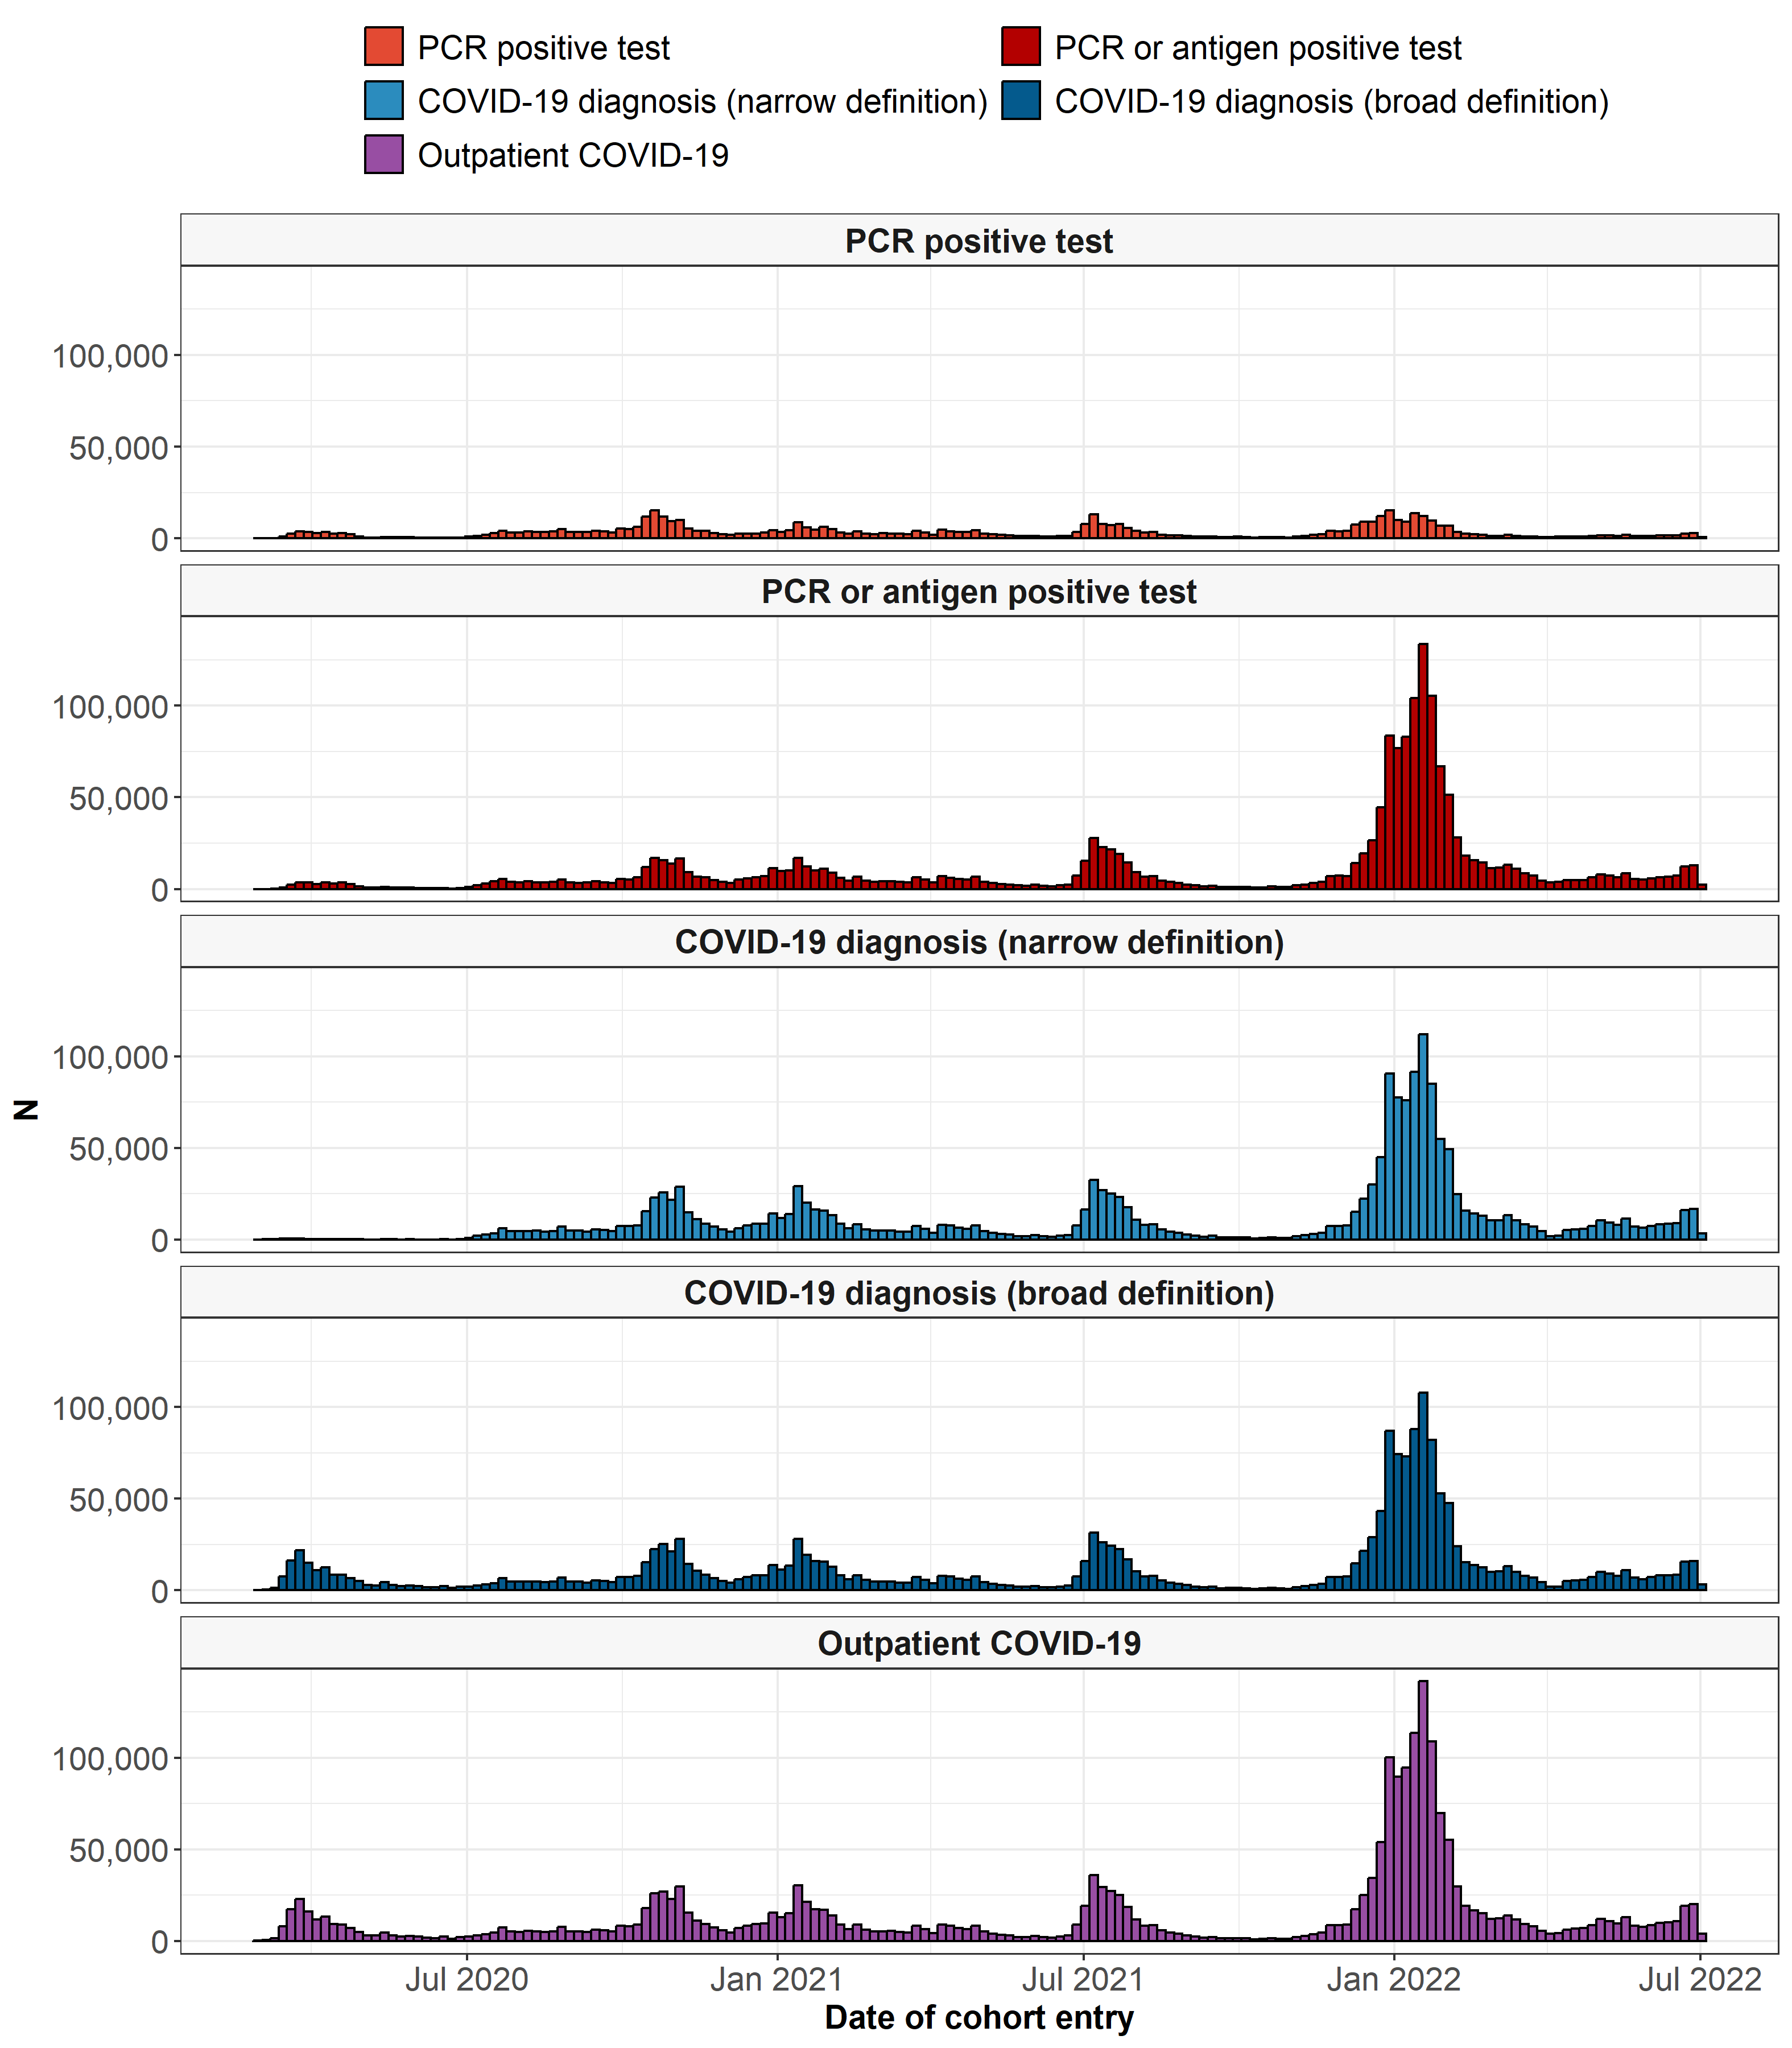 PCR positive test
PCR or antigen positive test
COVID-19 diagnosis (narrow definition)
COVID-19 diagnosis (broad definition)
Outpatient COVID-19
PCR positive test
100,000
50,000
0
PCR or antigen positive test
100,000
50,000
0
COVID-19 diagnosis (narrow definition)
100,000
50,000
0
N
COVID-19 diagnosis (broad definition)
100,000
50,000
0
Outpatient COVID-19
100,000
50,000
0
Jul 2020
Jan 2021
Jul 2021
Jan 2022
Jul 2022
Date of cohort entry